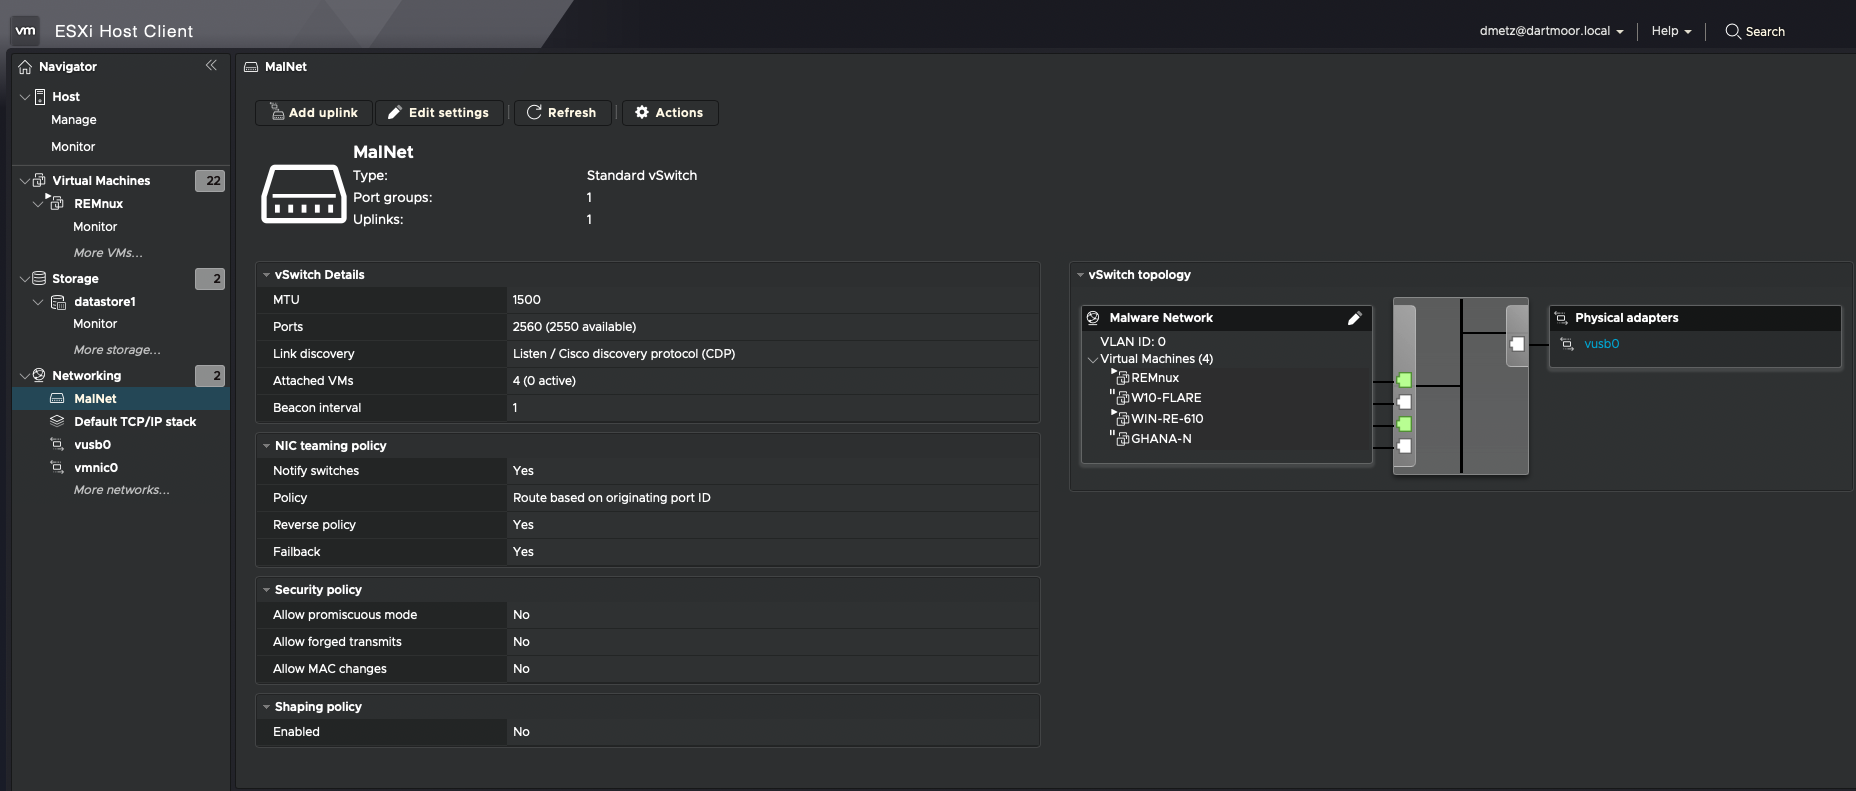 vm ESXi Host Client
dmetz@dartmoor.local Help Search
Navigator
Host
Manage
Monitor
Virtual Machines 22
REMnux
Monitor
More VMs...
Storage 2
datastore1
Monitor
More storage...
Networking 2
MalNet
Default TCP/IP stack
vusb0
vmnic0
More networks...
MalNet
Add uplink Edit settings Refresh Actions
MalNet
Type: Standard vSwitch
Port groups: 1
Uplinks: 1
vSwitch Details
MTU 1500
Ports 2560 (2550 available)
Link discovery Listen / Cisco discovery protocol (CDP)
Attached VMs 4 (0 active)
Beacon interval 1
NIC teaming policy
Notify switches Yes
Policy Route based on originating port ID
Reverse policy Yes
Failback Yes
Security policy
Allow promiscuous mode No
Allow forged transmits No
Allow MAC changes No
Shaping policy
Enabled No
vSwitch topology
Malware Network
VLAN ID: 0
Virtual Machines (4)
REMnux
W10-FLARE
WIN-RE-610
GHANA-N
Physical adapters
vusb0